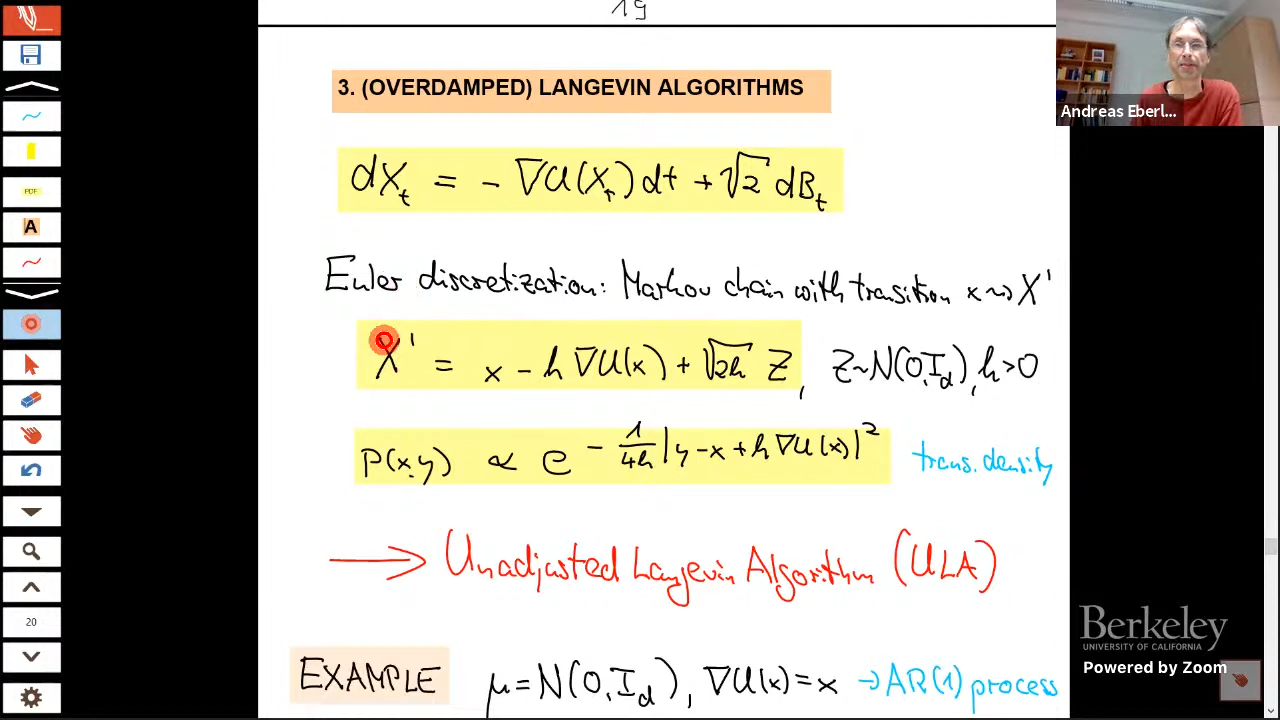 19
3. (OVERDAMPED) LANGEVIN ALGORITHMS
dX_t = - ∇U(X_t) dt + √2 dB_t
Euler discretization: Markov chain with transition x ⇝ X'
X' = x - h ∇U(x) + √2h Z , Z ~ N(0, I_d), h > 0
p(x,y) ∝ e^{- 1/4h |y - x + h ∇U(x)|^2} trans. density
→ Unadjusted Langevin Algorithm (ULA)
EXAMPLE μ = N(0, I_d), ∇U(x) = x → AR(1) process
Andreas Eberl...
PDF
A
20
Berkeley
UNIVERSITY OF CALIFORNIA
Powered by Zoom